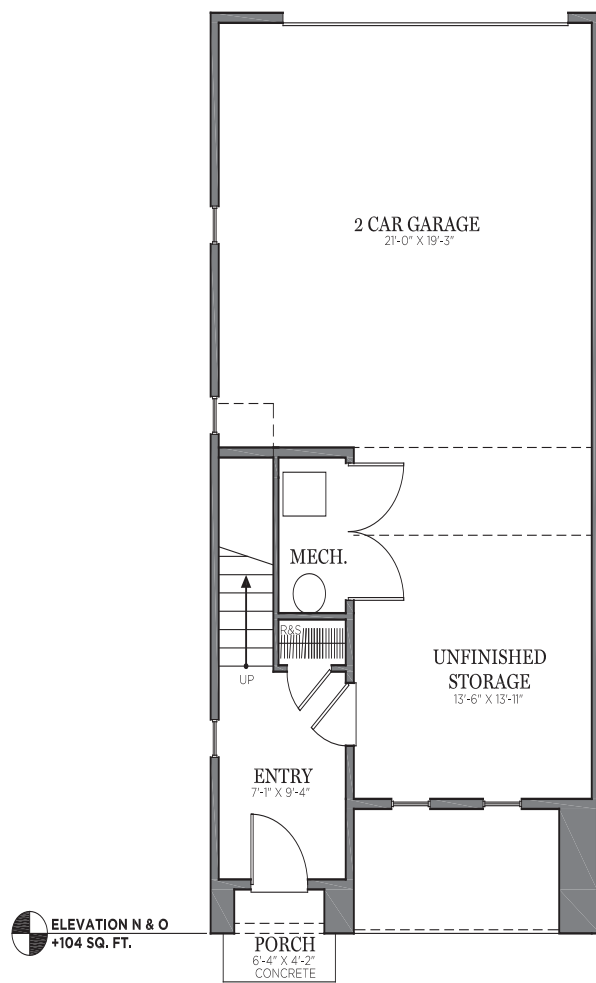 2 CAR GARAGE
21'-0" X 19'-3"
MECH.
R&S
UNFINISHED
STORAGE
13'-6" X 13'-11"
UP
ENTRY
7'-1" X 9'-4"
ELEVATION N & O
+104 SQ. FT.
PORCH
6'-4" X 4'-2"
CONCRETE